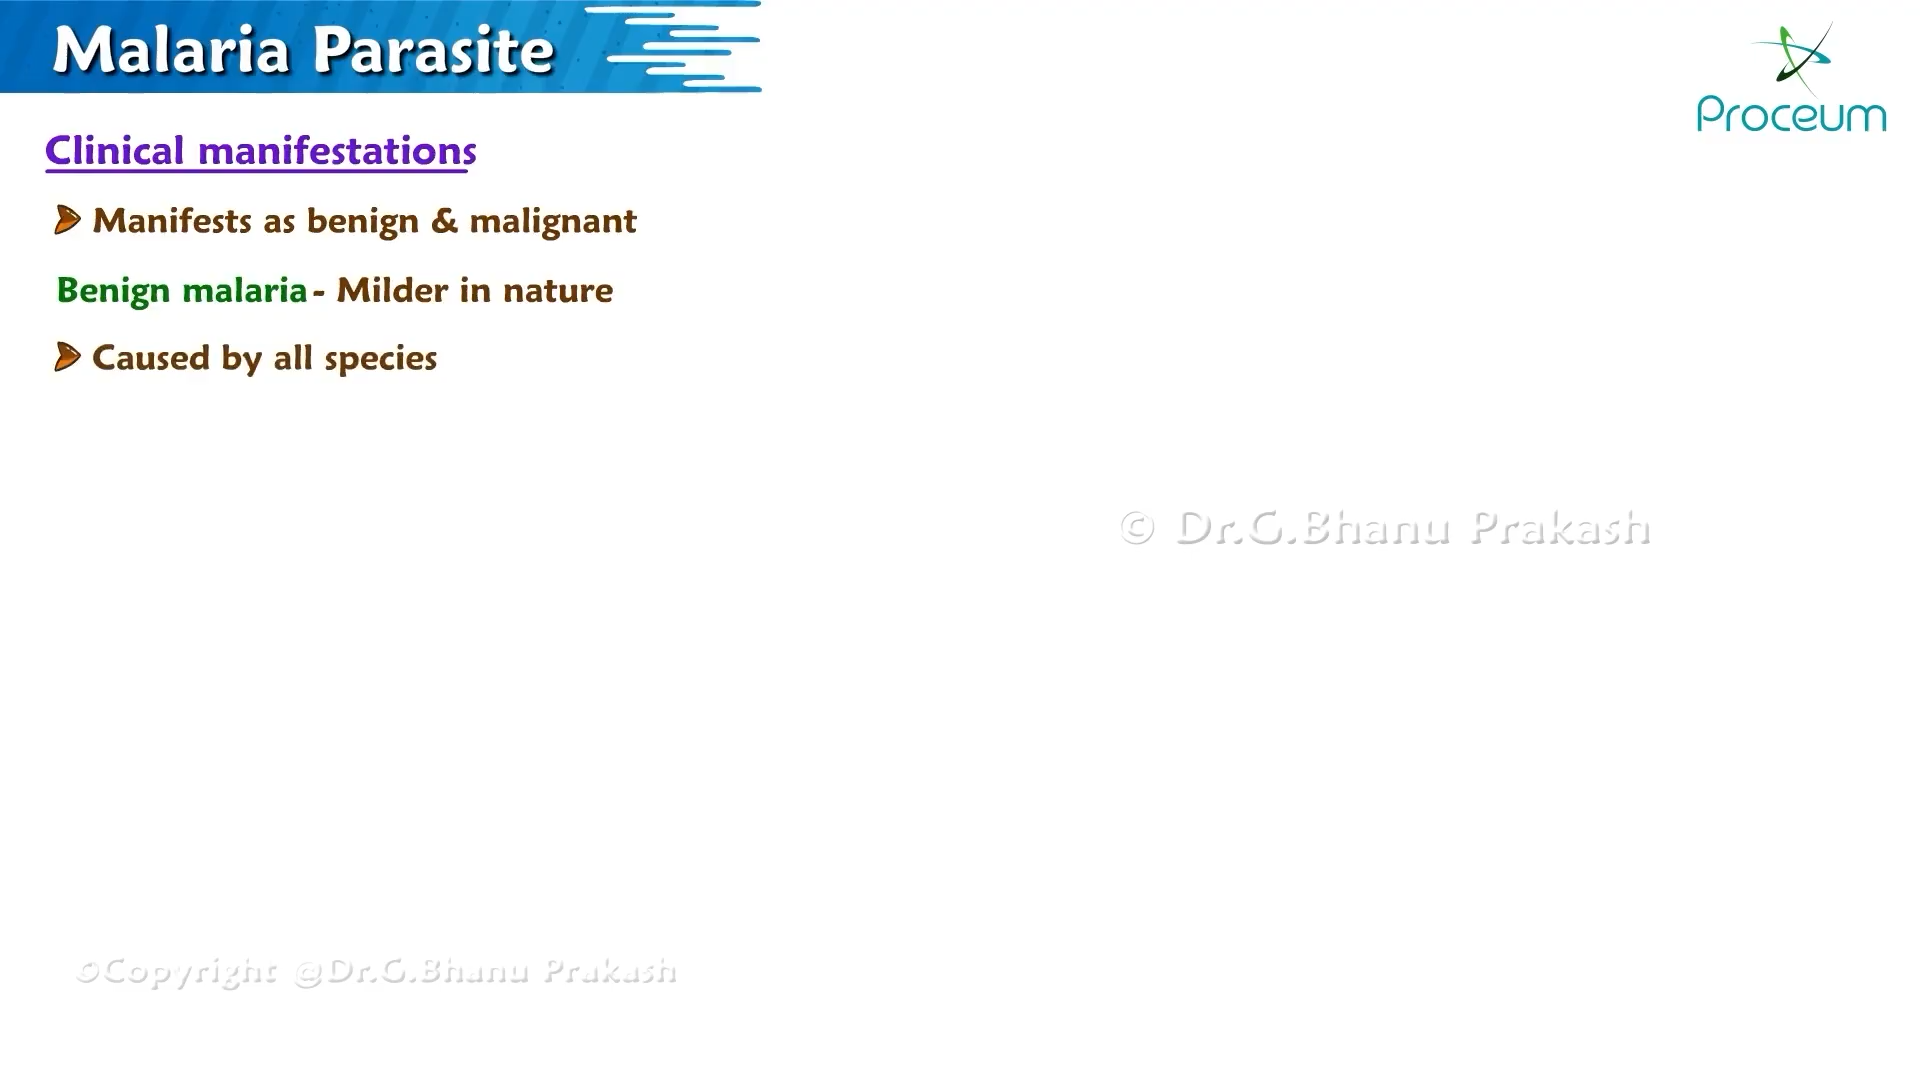 Malaria Parasite
Proceum
Clinical manifestations
Manifests as benign & malignant
Benign malaria - Milder in nature
Caused by all species
© Dr.G.Bhanu Prakash
©Copyright @Dr.G.Bhanu Prakash